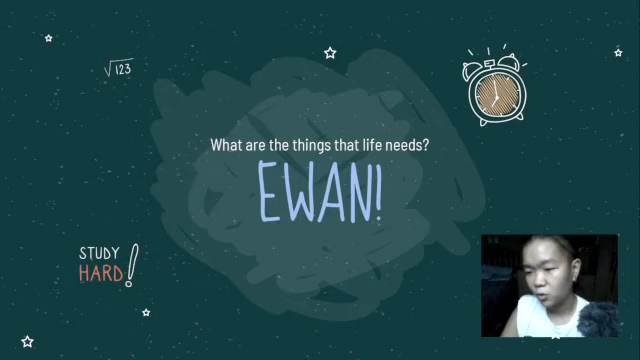 √123
What are the things that life needs?
EWAN!
STUDY
HARD!